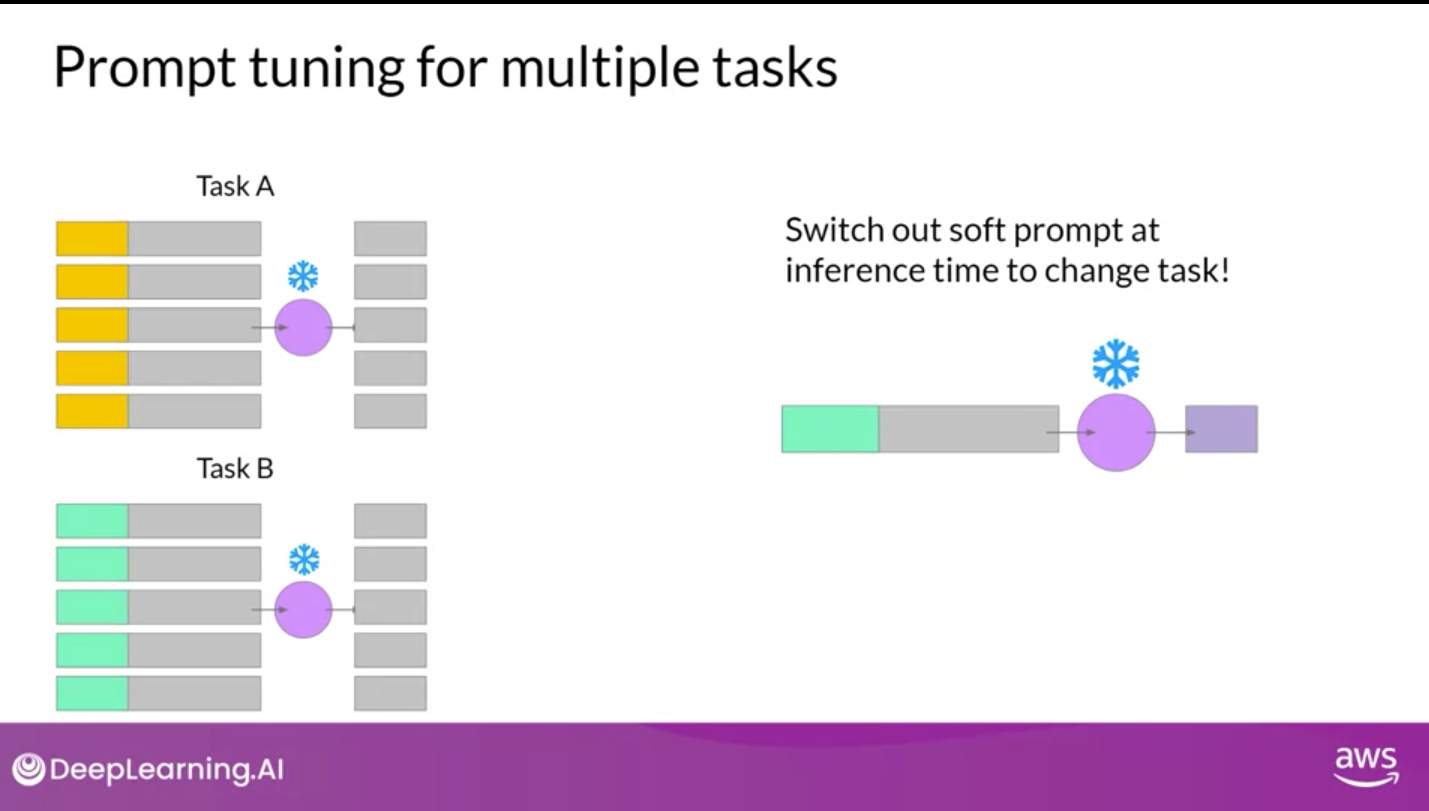 Prompt tuning for multiple tasks
Task A
Switch out soft prompt at
inference time to change task!
Task B
DeepLearning.AI
aws